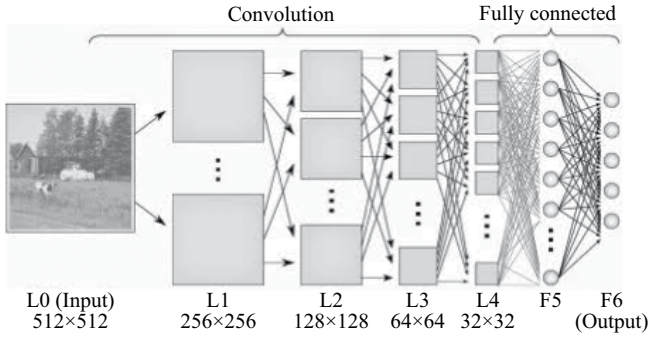 Convolution
Fully connected
L0 (Input)
512×512
L1
256×256
L2
128×128
L3
64×64
L4
32×32
F5
F6
(Output)